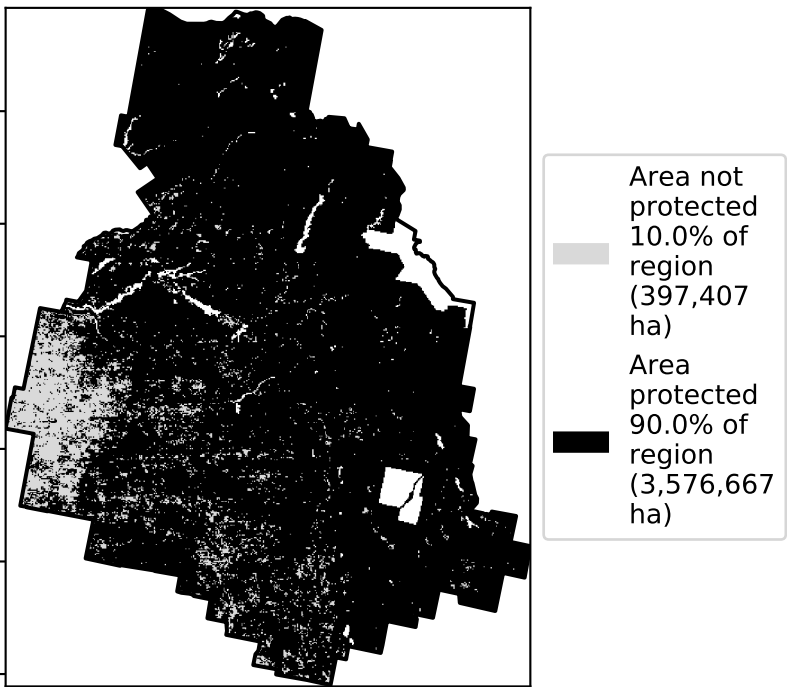 Area not
protected
10.0% of
region
(397,407
ha)
Area
protected
90.0% of
region
(3,576,667
ha)